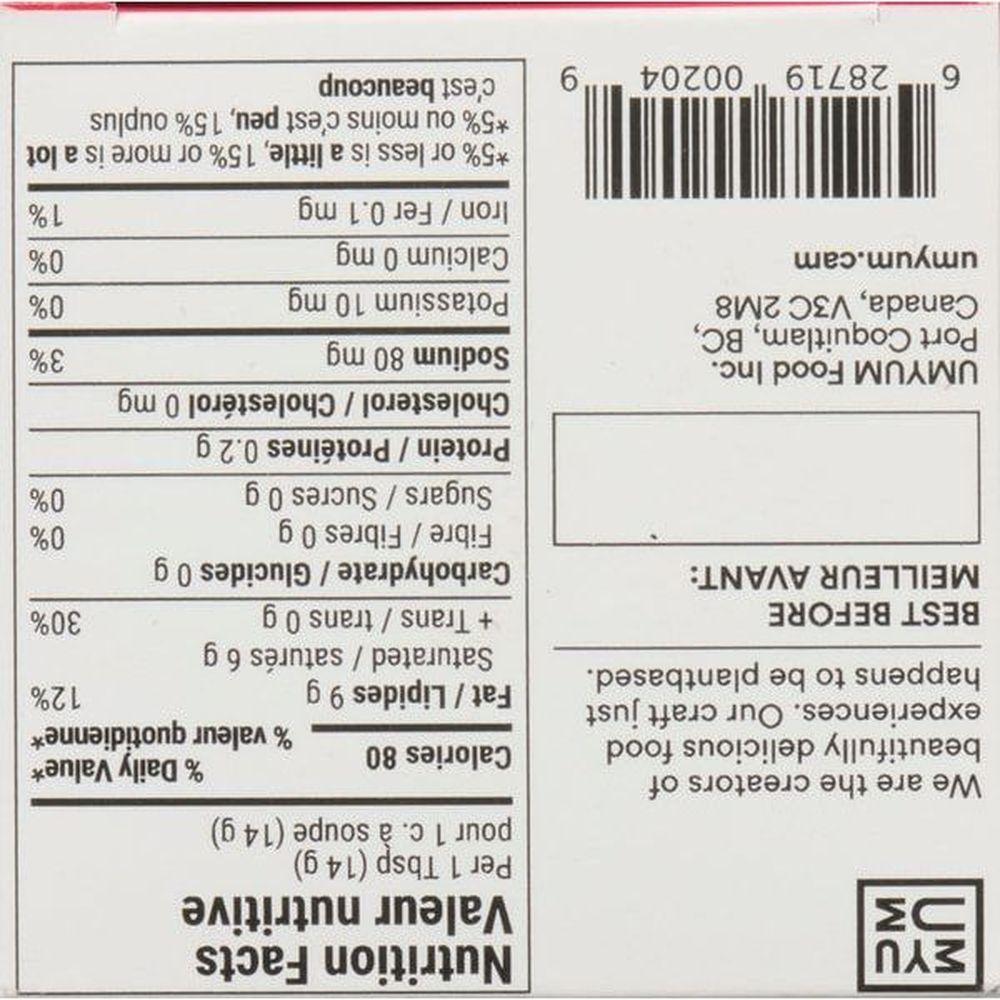 UMYUM
We are the creators of
beautifully delicious food
experiences. Our craft just
happens to be plantbased.
BEST BEFORE
MEILLEUR AVANT:
UMYUM Food Inc.
Port Coquitlam, BC,
Canada, V3C 2M8
umyum.cam
6 28719 00204 9
Nutrition Facts
Valeur nutritive
Per 1 Tbsp (14 g)
pour 1 c. à soupe (14 g)
Calories 80
% Daily Value*
% valeur quotidienne*
Fat / Lipides 9 g 12%
Saturated / saturés 6 g
+ Trans / trans 0 g 30%
Carbohydrate / Glucides 0 g
Fibre / Fibres 0 g 0%
Sugars / Sucres 0 g 0%
Protein / Protéines 0.2 g
Cholesterol / Cholestérol 0 mg
Sodium 80 mg 3%
Potassium 10 mg 0%
Calcium 0 mg 0%
Iron / Fer 0.1 mg 1%
*5% or less is a little, 15% or more is a lot
*5% ou moins c'est peu, 15% ouplus
c'est beaucoup